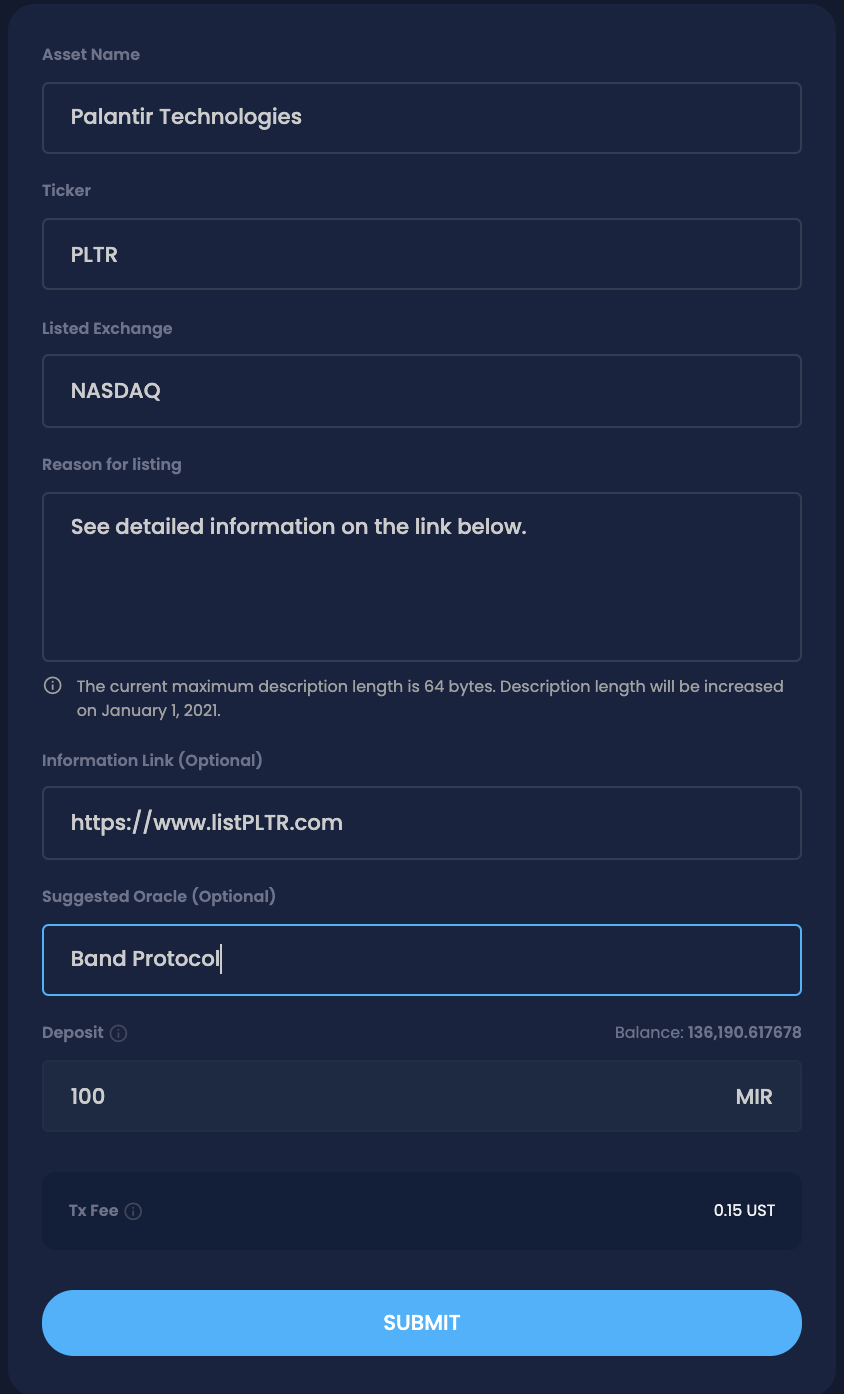 Asset Name
Palantir Technologies
Ticker
PLTR
Listed Exchange
NASDAQ
Reason for listing
See detailed information on the link below.
The current maximum description length is 64 bytes. Description length will be increased
on January 1, 2021.
Information Link (Optional)
https://www.listPLTR.com
Suggested Oracle (Optional)
Band Protocol
Deposit Balance: 136,190.617678
100 MIR
Tx Fee 0.15 UST
SUBMIT